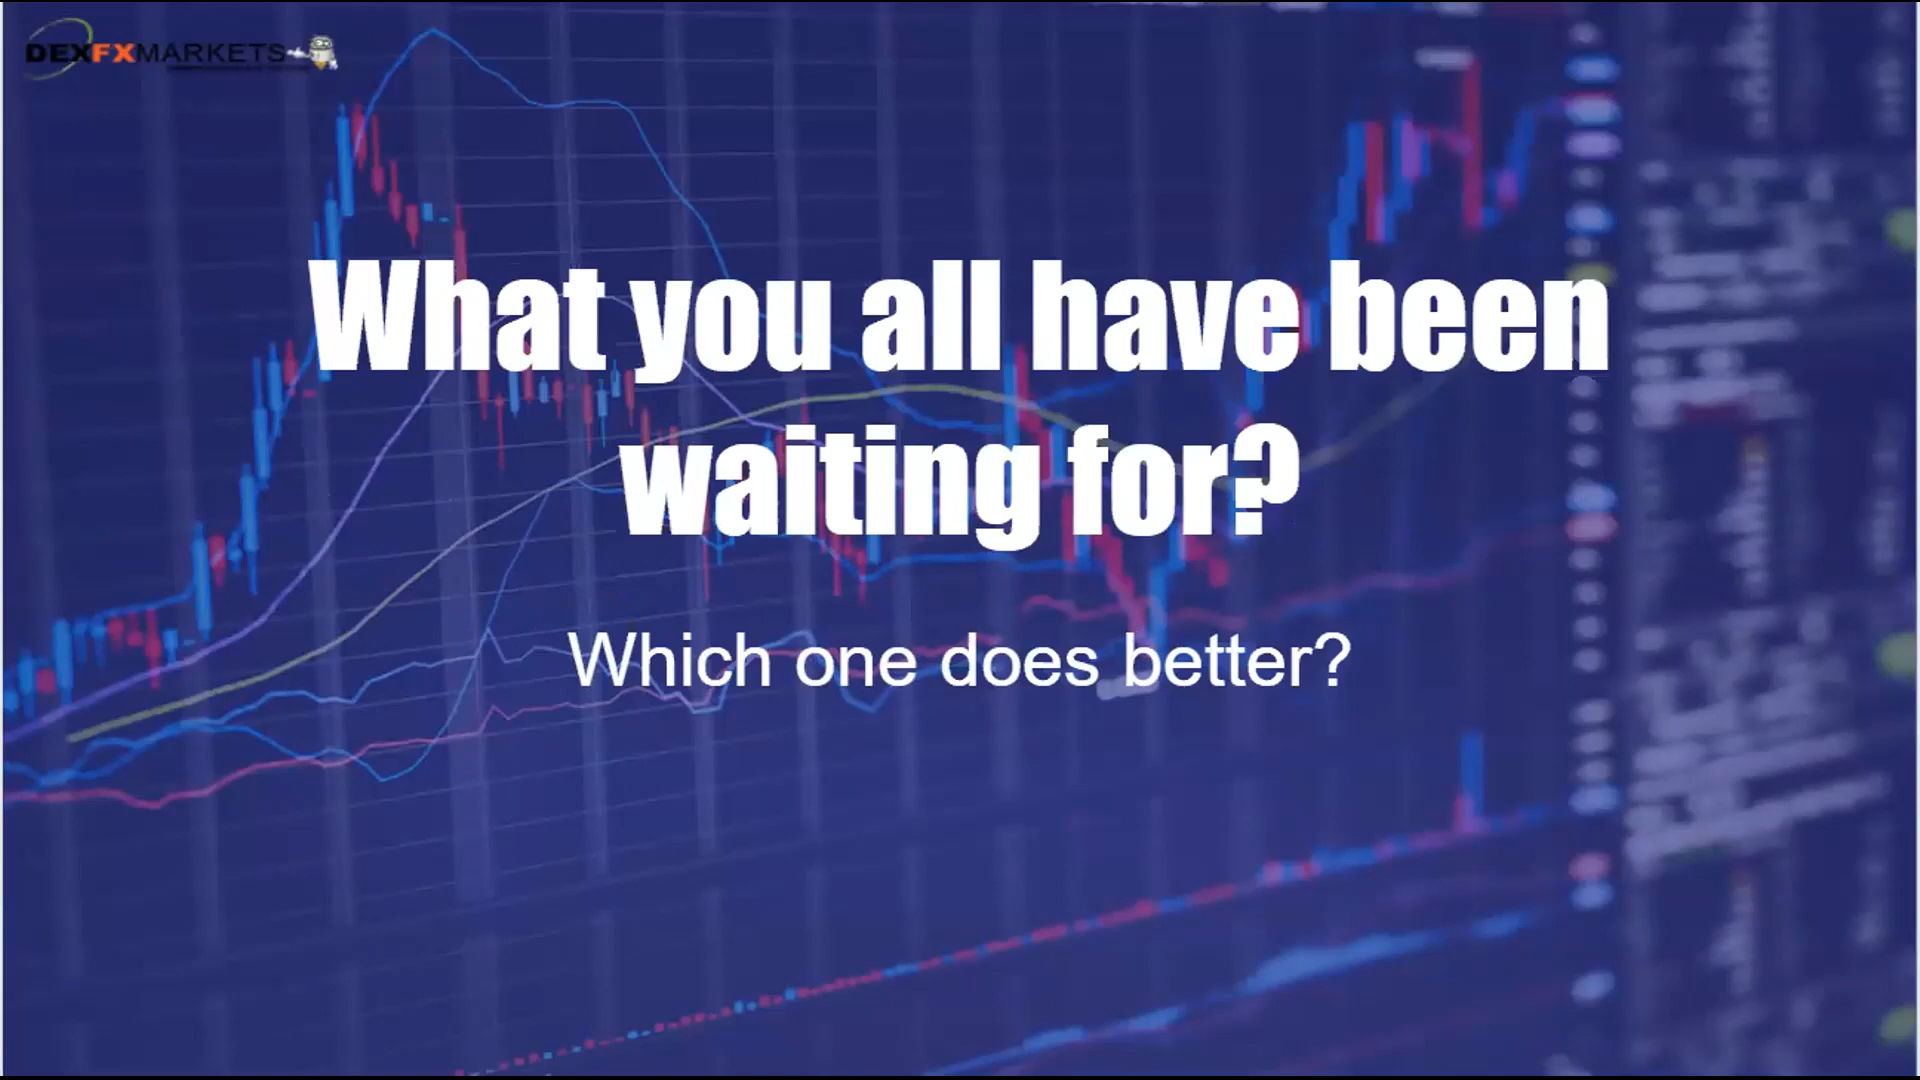 DEXFXMARKETS
What you all have been
waiting for?
Which one does better?